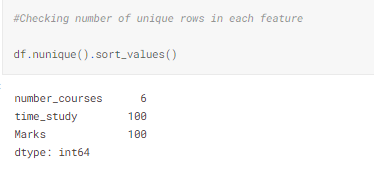 #Checking number of unique rows in each feature
df.nunique().sort_values()
number_courses 6
time_study 100
Marks 100
dtype: int64